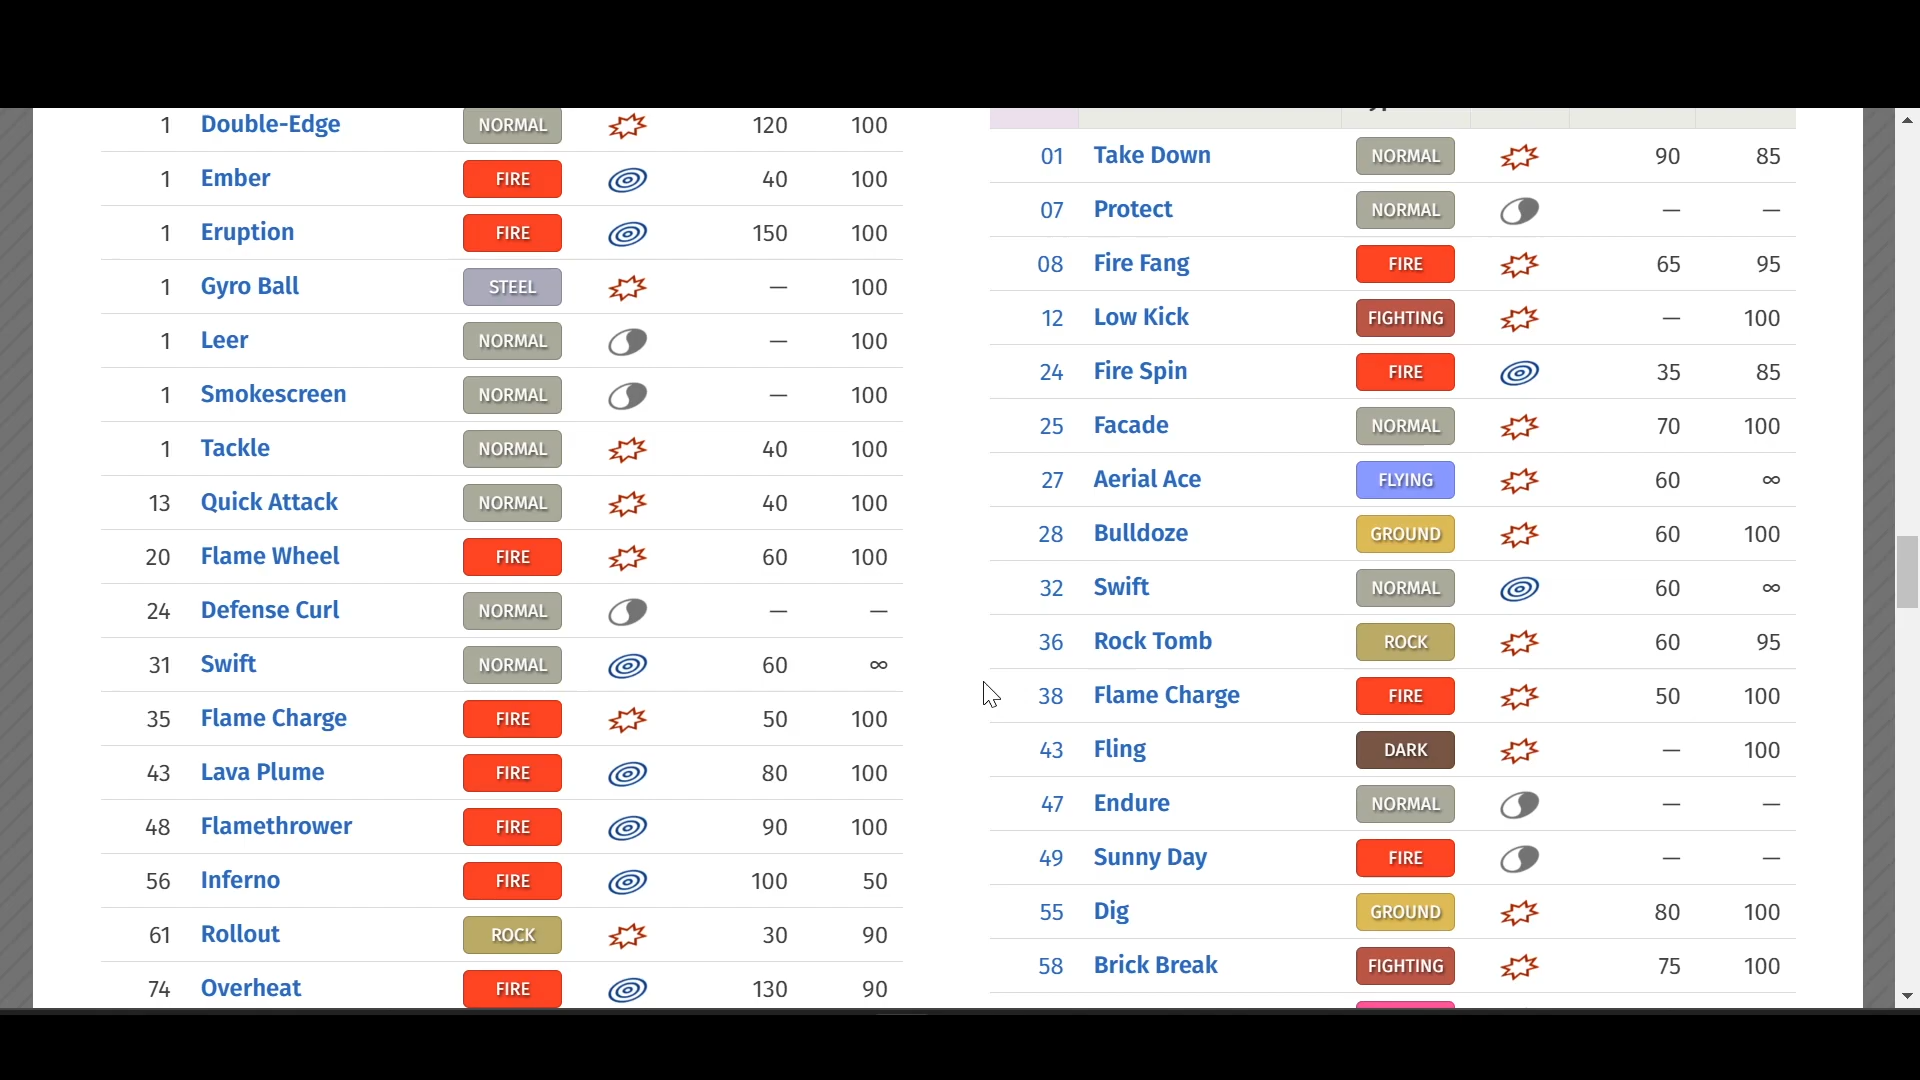 1 Double-Edge NORMAL 120 100
1 Ember FIRE 40 100
1 Eruption FIRE 150 100
1 Gyro Ball STEEL — 100
1 Leer NORMAL — 100
1 Smokescreen NORMAL — 100
1 Tackle NORMAL 40 100
13 Quick Attack NORMAL 40 100
20 Flame Wheel FIRE 60 100
24 Defense Curl NORMAL — —
31 Swift NORMAL 60 ∞
35 Flame Charge FIRE 50 100
43 Lava Plume FIRE 80 100
48 Flamethrower FIRE 90 100
56 Inferno FIRE 100 50
61 Rollout ROCK 30 90
74 Overheat FIRE 130 90
01 Take Down NORMAL 90 85
07 Protect NORMAL — —
08 Fire Fang FIRE 65 95
12 Low Kick FIGHTING — 100
24 Fire Spin FIRE 35 85
25 Facade NORMAL 70 100
27 Aerial Ace FLYING 60 ∞
28 Bulldoze GROUND 60 100
32 Swift NORMAL 60 ∞
36 Rock Tomb ROCK 60 95
38 Flame Charge FIRE 50 100
43 Fling DARK — 100
47 Endure NORMAL — —
49 Sunny Day FIRE — —
55 Dig GROUND 80 100
58 Brick Break FIGHTING 75 100